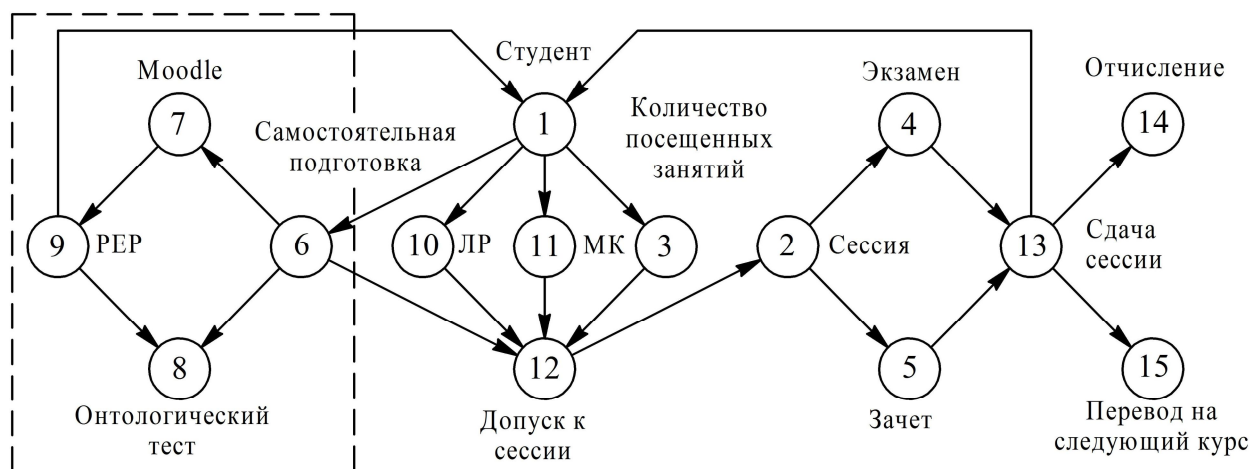 Студент
Moodle
Экзамен
Отчисление
7
1
4
14
Самостоятельная
подготовка
Количество
посещенных
занятий
9
PEP
6
10
ЛР
11
МК
3
2
Сессия
13
Сдача
сессии
8
12
5
15
Онтологический
тест
Допуск к
сессии
Зачет
Перевод на
следующий курс